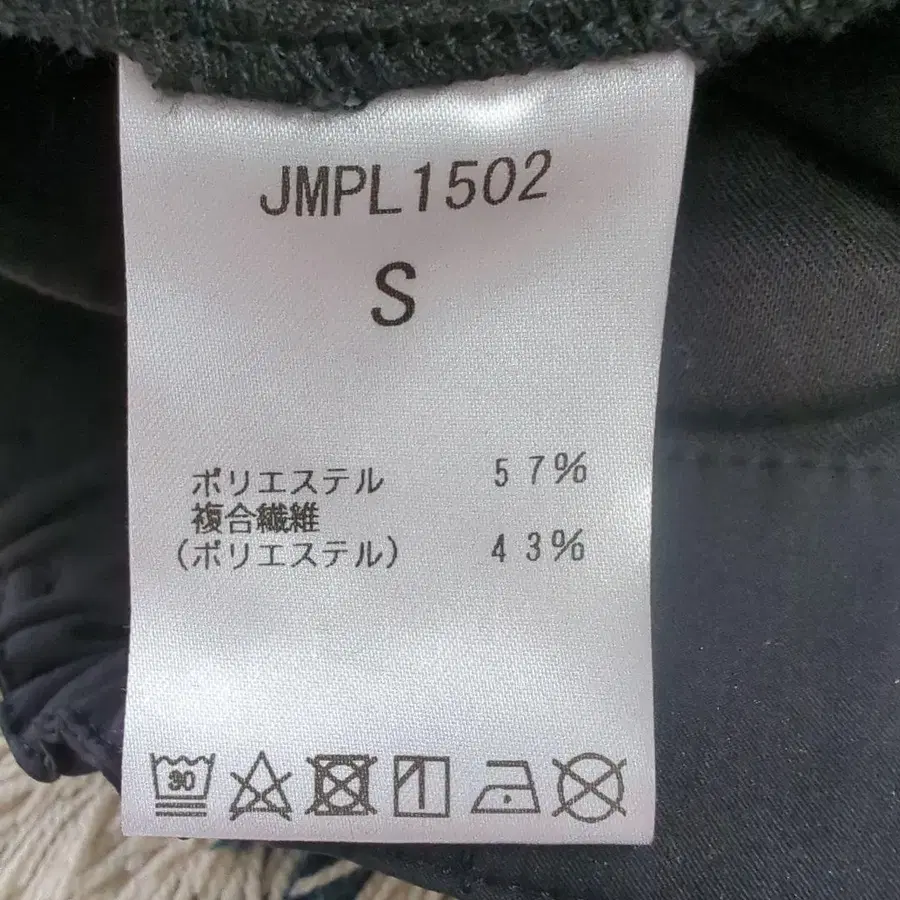 JMPL1502
S
ポリエステル 57%
複合繊維
(ポリエステル) 43%
30